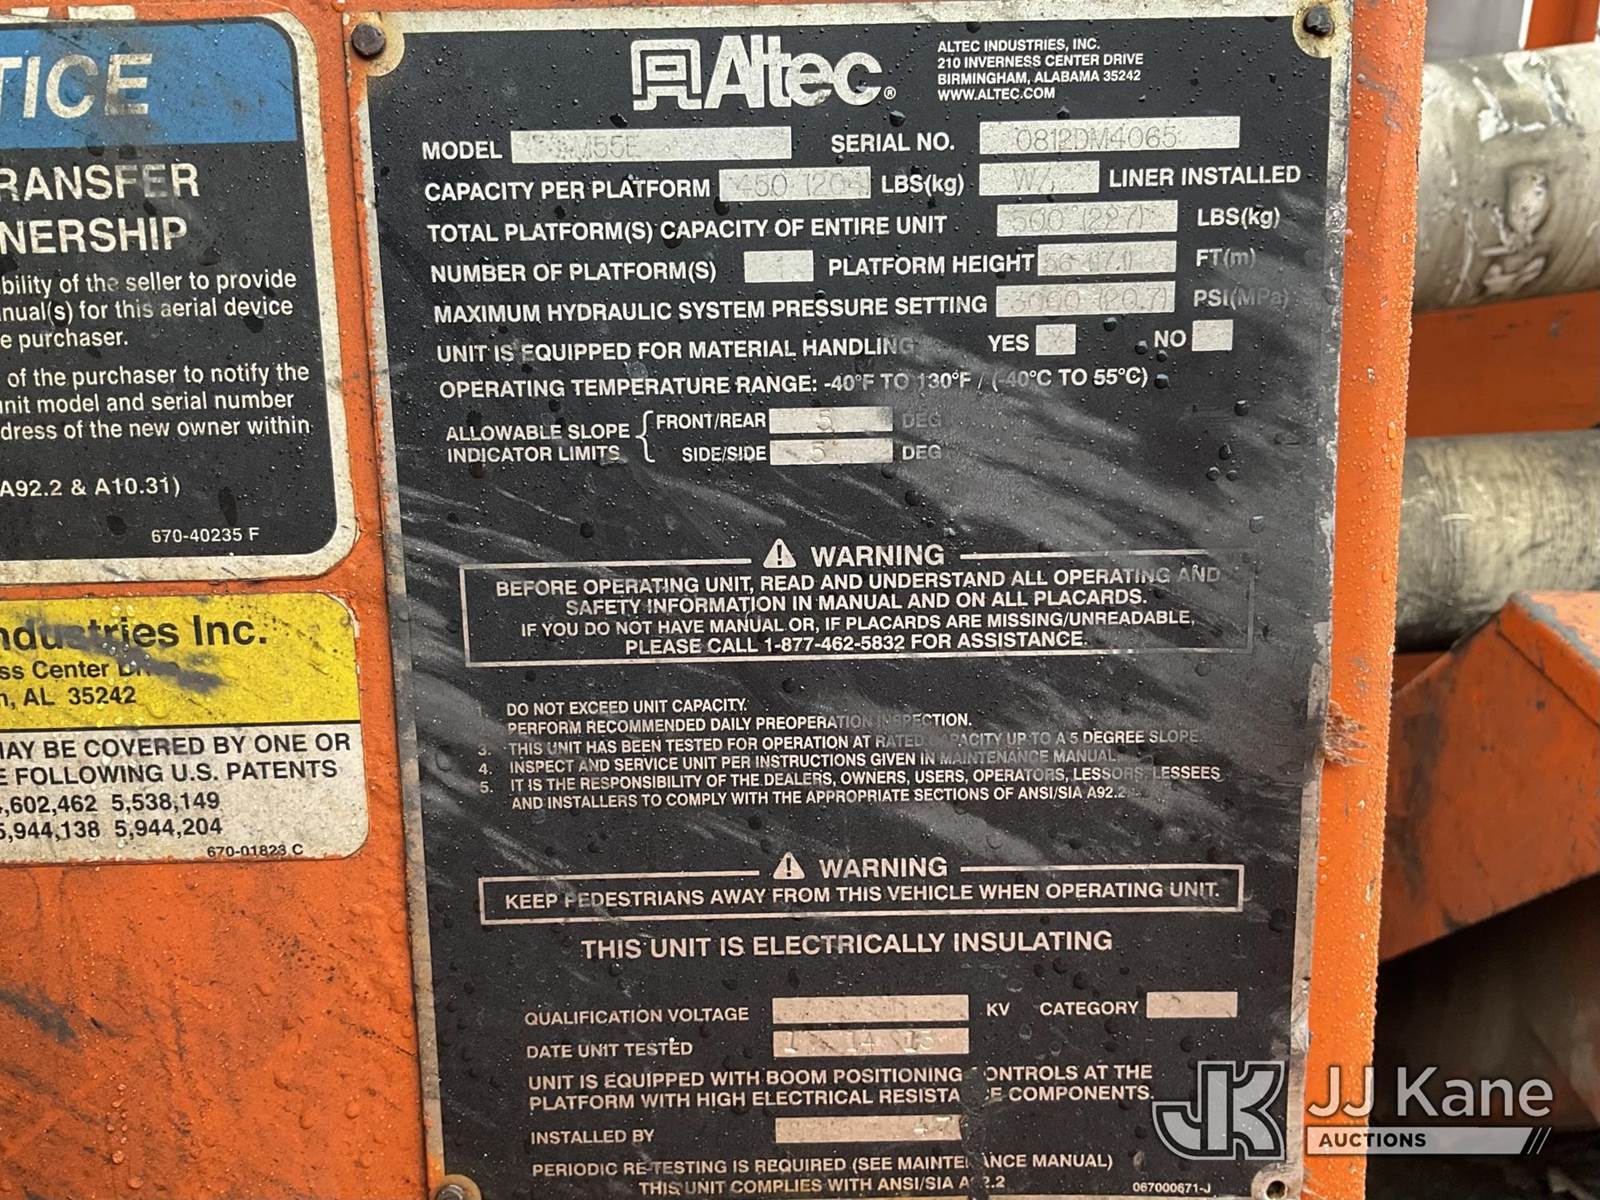 TICE
RANSFER
NERSHIP
bility of the seller to provide
nual(s) for this aerial device
e purchaser.
of the purchaser to notify the
unit model and serial number
dress of the new owner within
A92.2 & A10.31)
670-40235 F
ndustries Inc.
ss Center
AL 35242
MAY BE COVERED BY ONE OR
E FOLLOWING U.S. PATENTS
,602,462 5,538,149
5,944,138 5,944,204
670-01823 C
Altec®
ALTEC INDUSTRIES, INC.
210 INVERNESS CENTER DRIVE
BIRMINGHAM, ALABAMA 35242
WWW.ALTEC.COM
MODEL M55E SERIAL NO. 0812DM4065
CAPACITY PER PLATFORM 450 (204 LBS(kg) W/ LINER INSTALLED
TOTAL PLATFORM(S) CAPACITY OF ENTIRE UNIT 500 (227) LBS(kg)
NUMBER OF PLATFORM(S) 1 PLATFORM HEIGHT FT(m)
MAXIMUM HYDRAULIC SYSTEM PRESSURE SETTING 3000 (20.7) PSI(MPa)
UNIT IS EQUIPPED FOR MATERIAL HANDLING YES X NO
OPERATING TEMPERATURE RANGE: -40°F TO 130°F / (-40°C TO 55°C)
ALLOWABLE SLOPE INDICATOR LIMITS
FRONT/REAR 5 DEG
SIDE/SIDE 5 DEG
WARNING
BEFORE OPERATING UNIT, READ AND UNDERSTAND ALL OPERATING AND
SAFETY INFORMATION IN MANUAL AND ON ALL PLACARDS.
IF YOU DO NOT HAVE MANUAL OR, IF PLACARDS ARE MISSING/UNREADABLE,
PLEASE CALL 1-877-462-5832 FOR ASSISTANCE.
1. DO NOT EXCEED UNIT CAPACITY.
PERFORM RECOMMENDED DAILY PREOPERATION INSPECTION.
3. THIS UNIT HAS BEEN TESTED FOR OPERATION AT RATED CAPACITY UP TO A 5 DEGREE SLOPE.
4. INSPECT AND SERVICE UNIT PER INSTRUCTIONS GIVEN IN MAINTENANCE MANUAL.
5. IT IS THE RESPONSIBILITY OF THE DEALERS, OWNERS, USERS, OPERATORS, LESSORS, LESSEES
AND INSTALLERS TO COMPLY WITH THE APPROPRIATE SECTIONS OF ANSI/SIA A92.2.
WARNING
KEEP PEDESTRIANS AWAY FROM THIS VEHICLE WHEN OPERATING UNIT.
THIS UNIT IS ELECTRICALLY INSULATING
QUALIFICATION VOLTAGE KV CATEGORY
DATE UNIT TESTED
UNIT IS EQUIPPED WITH BOOM POSITIONING CONTROLS AT THE
PLATFORM WITH HIGH ELECTRICAL RESISTANCE COMPONENTS.
INSTALLED BY
PERIODIC RE-TESTING IS REQUIRED (SEE MAINTENANCE MANUAL)
THIS UNIT COMPLIES WITH ANSI/SIA A92.2
067000671-J
JK JJ Kane
AUCTIONS